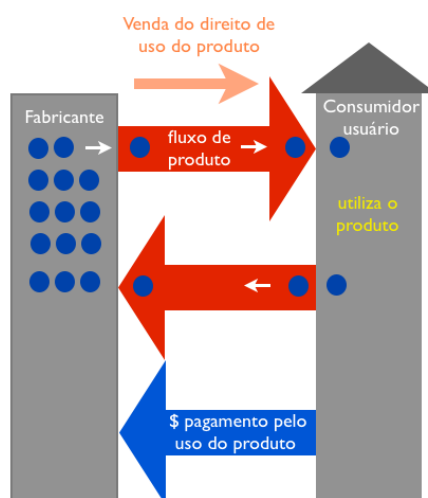 Venda do direito de
uso do produto
Fabricante
fluxo de
produto
Consumidor
usuário
utiliza o
produto
$ pagamento pelo
uso do produto